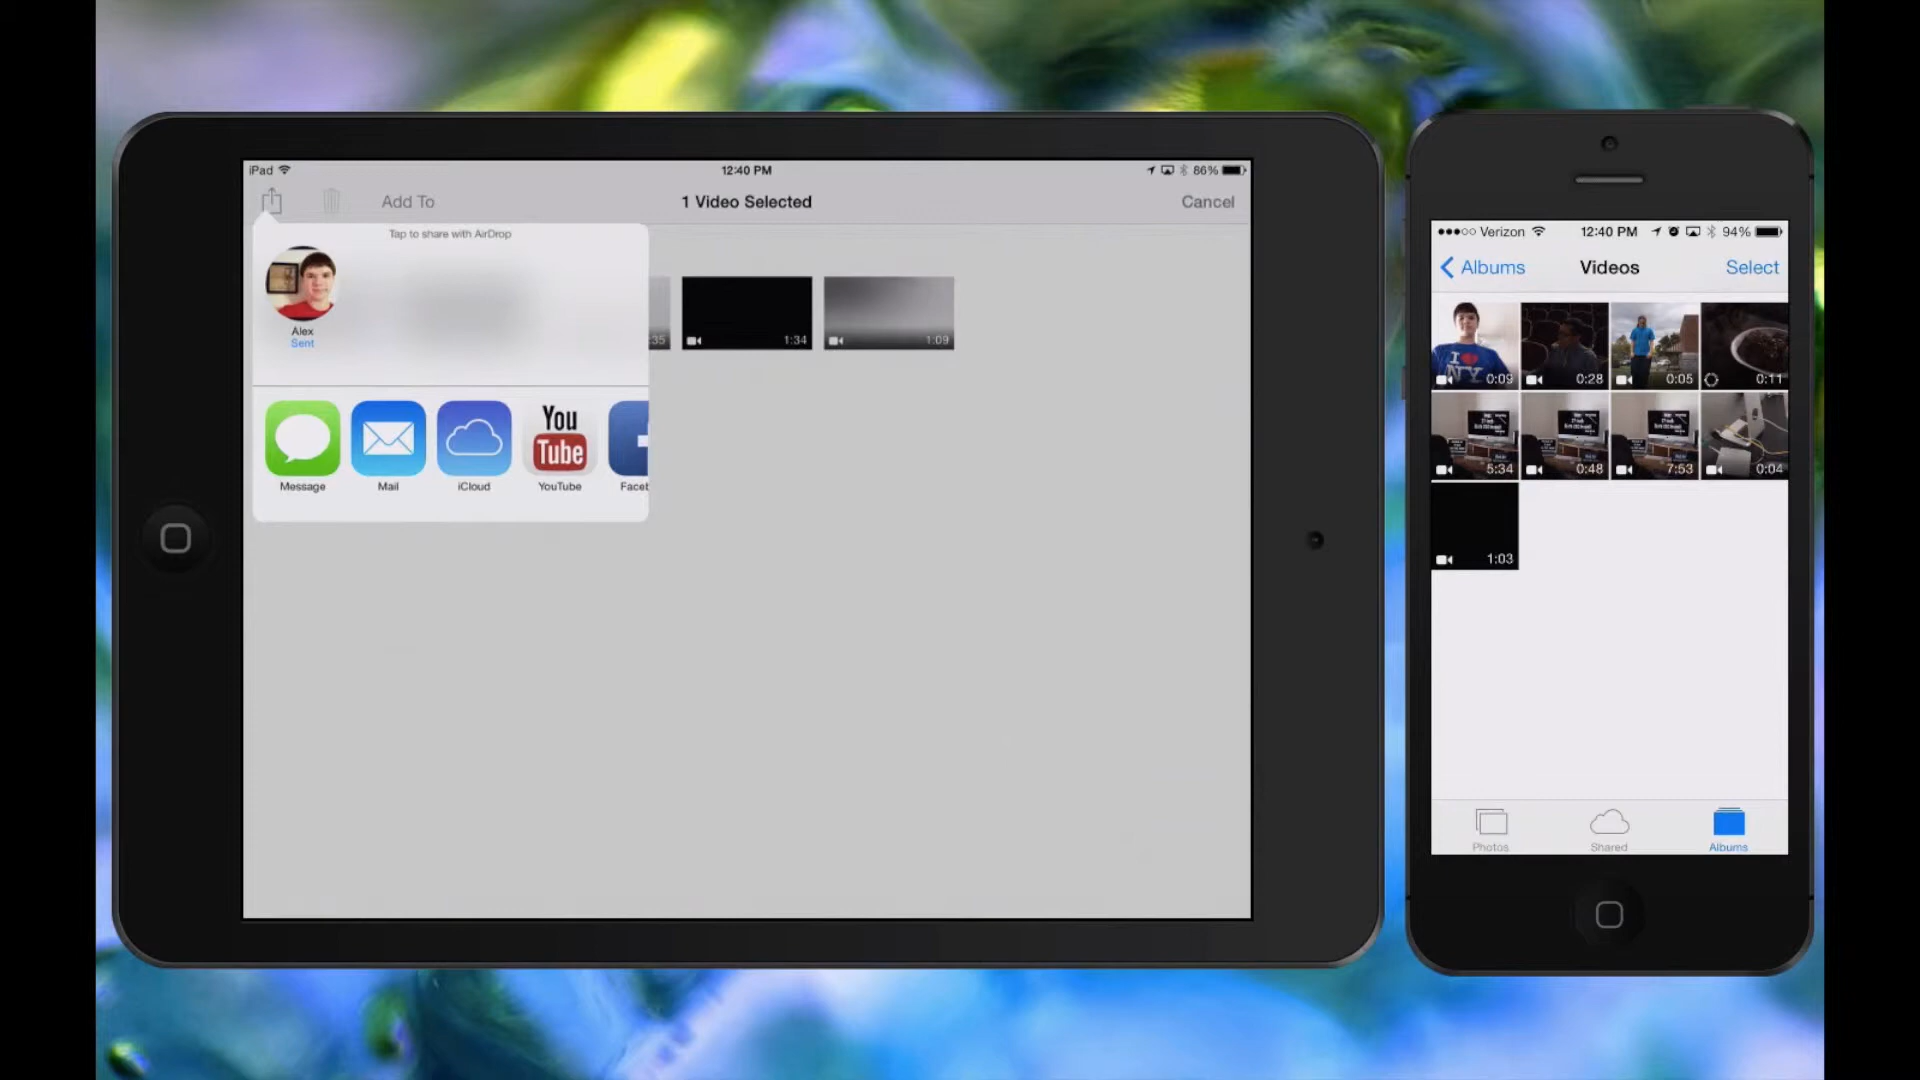 iPad 12:40 PM 86%
Add To 1 Video Selected Cancel
Tap to share with AirDrop
Alex
Sent
:35 1:34 1:09
You
Tube
Message Mail iCloud YouTube Faceb
Verizon 12:40 PM 94%
Albums Videos Select
I NY
0:09 0:28 0:05 0:11
5:34 0:48 7:53 0:04
1:03
Photos Shared Albums